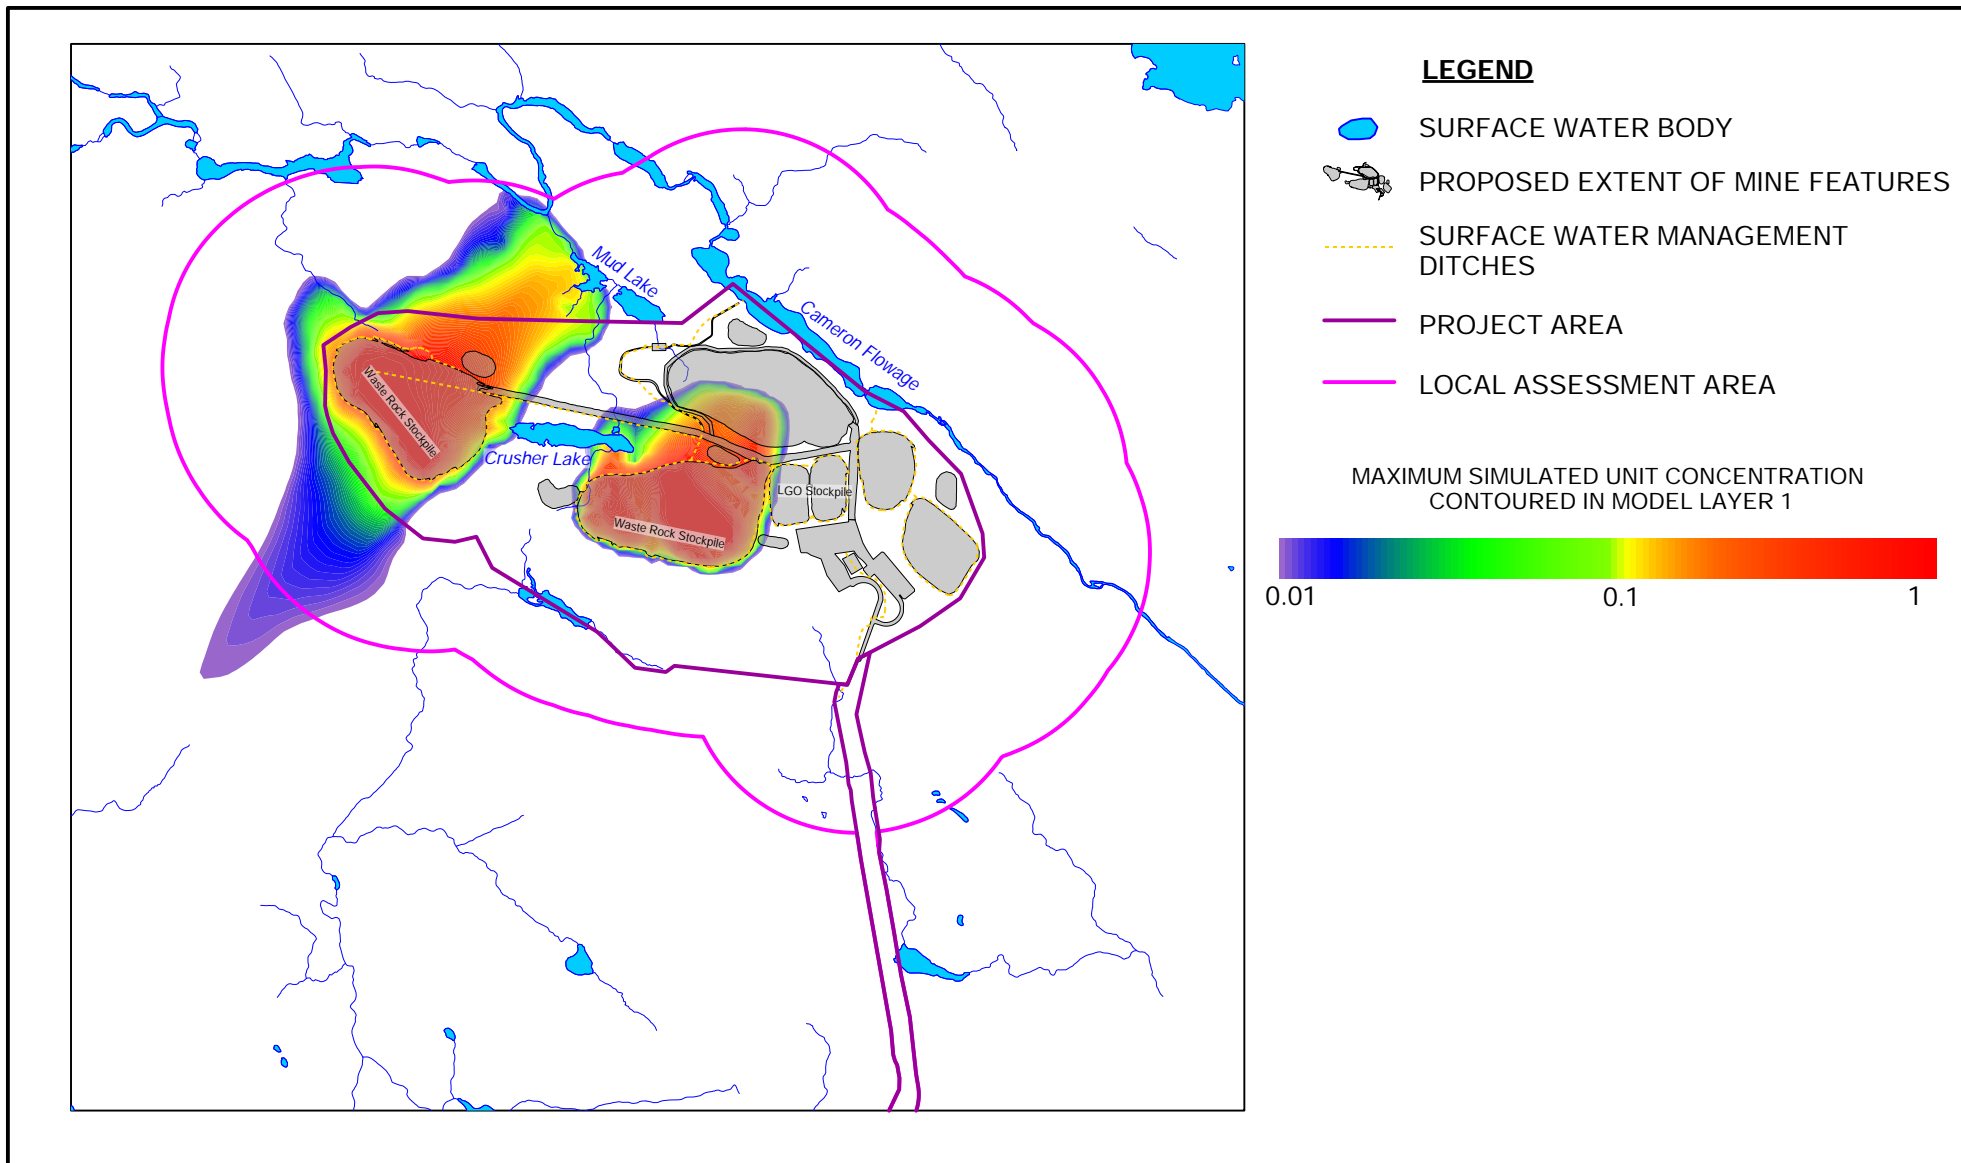 LEGEND
SURFACE WATER BODY
PROPOSED EXTENT OF MINE FEATURES
SURFACE WATER MANAGEMENT
DITCHES
PROJECT AREA
LOCAL ASSESSMENT AREA
MAXIMUM SIMULATED UNIT CONCENTRATION
CONTOURED IN MODEL LAYER 1
0.01
0.1
1
Mud Lake
Cameron Flowage
Waste Rock Stockpile
Crusher Lake
LGO Stockpile
Waste Rock Stockpile